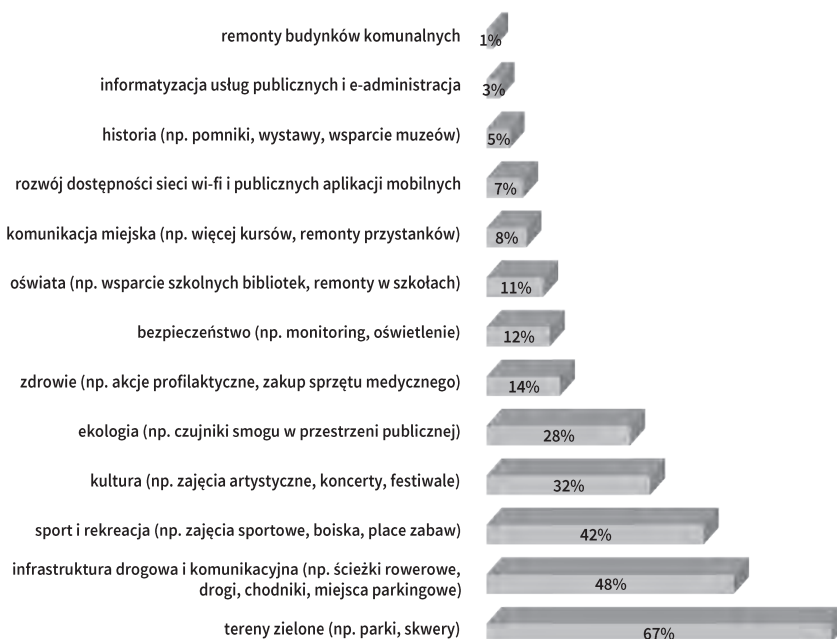 remonty budynków komunalnych 1%
informatyzacja usług publicznych i e-administracja 3%
historia (np. pomniki, wystawy, wsparcie muzeów) 5%
rozwój dostępności sieci wi-fi i publicznych aplikacji mobilnych 7%
komunikacja miejska (np. więcej kursów, remonty przystanków) 8%
oświata (np. wsparcie szkolnych bibliotek, remonty w szkołach) 11%
bezpieczeństwo (np. monitoring, oświetlenie) 12%
zdrowie (np. akcje profilaktyczne, zakup sprzętu medycznego) 14%
ekologia (np. czujniki smogu w przestrzeni publicznej) 28%
kultura (np. zajęcia artystyczne, koncerty, festiwale) 32%
sport i rekreacja (np. zajęcia sportowe, boiska, place zabaw) 42%
infrastruktura drogowa i komunikacyjna (np. ścieżki rowerowe,
drogi, chodniki, miejsca parkingowe) 48%
tereny zielone (np. parki, skwery) 67%